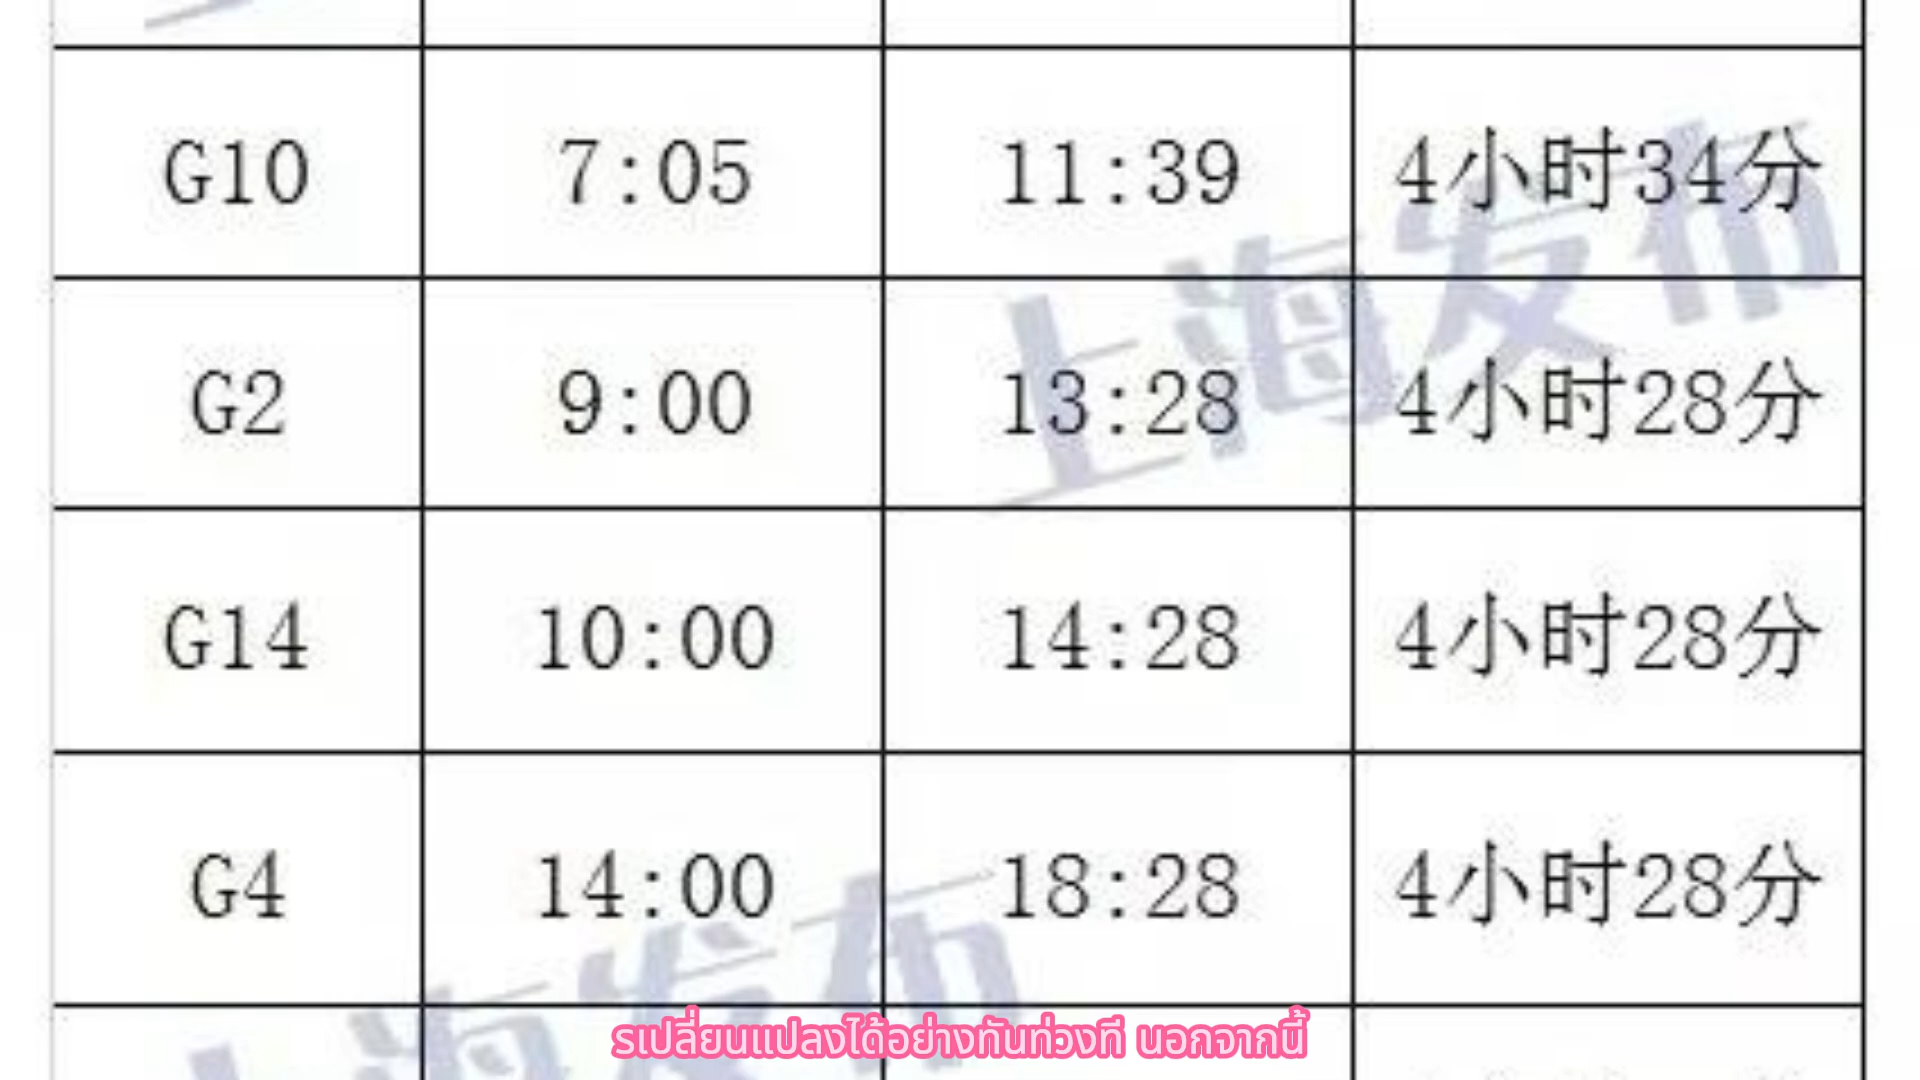 G10 7:05 11:39 4小时34分
上海发布
G2 9:00 13:28 4小时28分
G14 10:00 14:28 4小时28分
G4 14:00 18:28 4小时28分
上海发布
รเปลี่ยนแปลงได้อย่างทันท่วงที นอกจากนี้